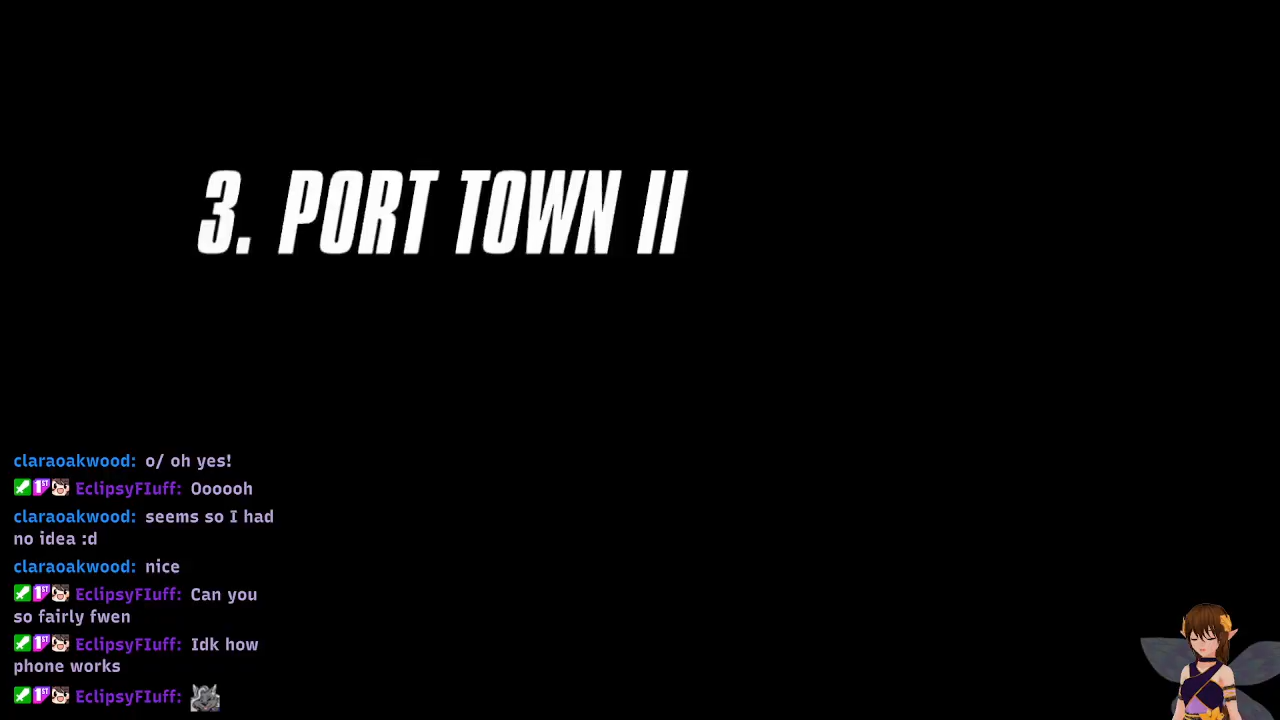 3. PORT TOWN II
claraoakwood: o/ oh yes!
EclipsyFIuff: Oooooh
claraoakwood: seems so I had
no idea :d
claraoakwood: nice
EclipsyFIuff: Can you
so fairly fwen
EclipsyFIuff: Idk how
phone works
EclipsyFIuff: